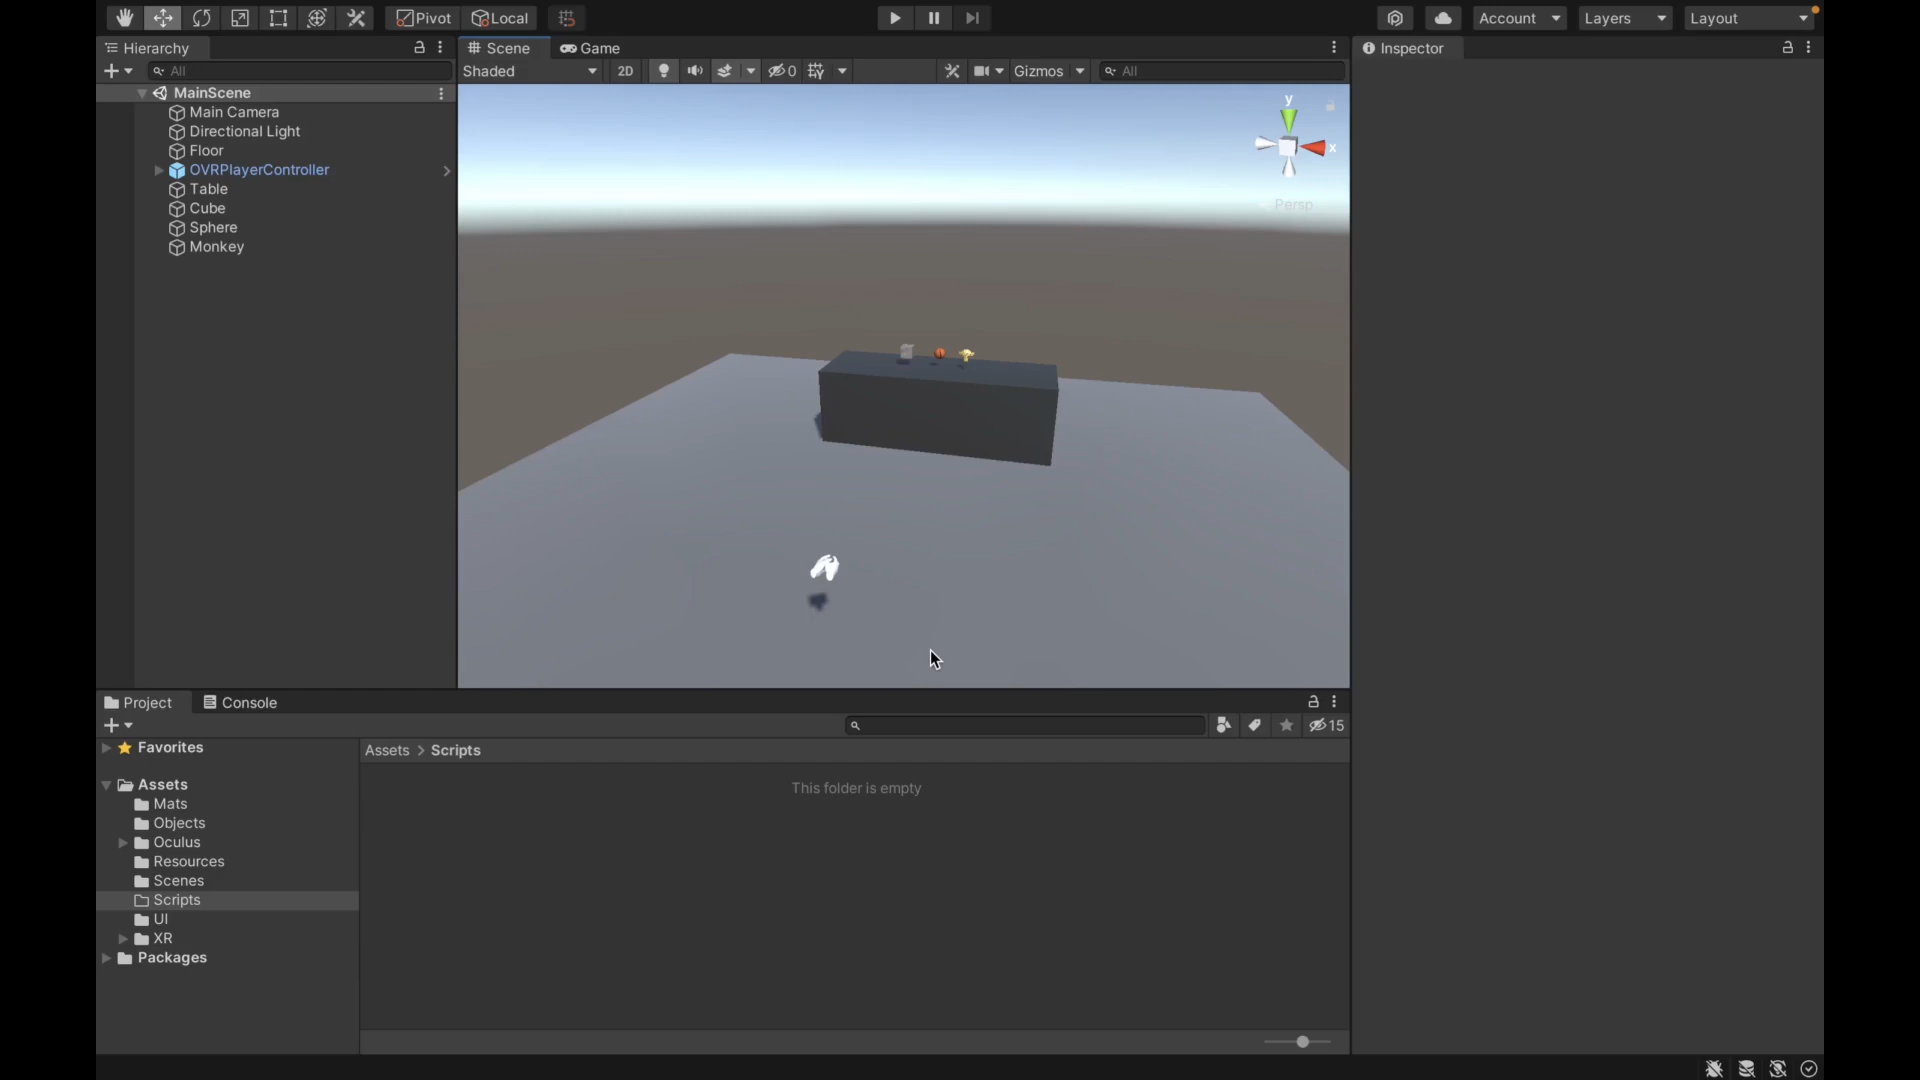 Pivot Local Account Layers Layout
Hierarchy Scene Game Inspector
All Shaded 2D 0 Gizmos All
MainScene
Main Camera
Directional Light
Floor
OVRPlayerController
Table
Cube
Sphere
Monkey
y
x
Persp
Project Console
15
Favorites
Assets > Scripts
This folder is empty
Assets
Mats
Objects
Oculus
Resources
Scenes
Scripts
UI
XR
Packages